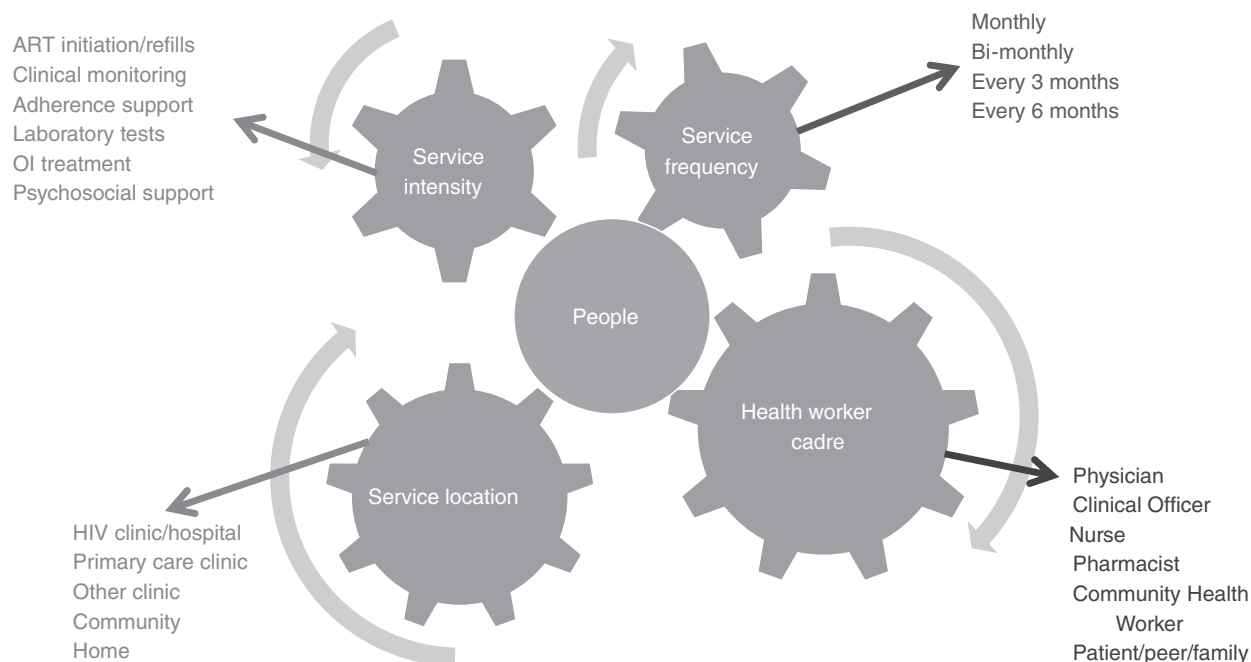 ART initiation/refills
Clinical monitoring
Adherence support
Laboratory tests
OI treatment
Psychosocial support
Service
intensity
Service
frequency
Monthly
Bi-monthly
Every 3 months
Every 6 months
People
Service location
HIV clinic/hospital
Primary care clinic
Other clinic
Community
Home
Health worker
cadre
Physician
Clinical Officer
Nurse
Pharmacist
Community Health
Worker
Patient/peer/family